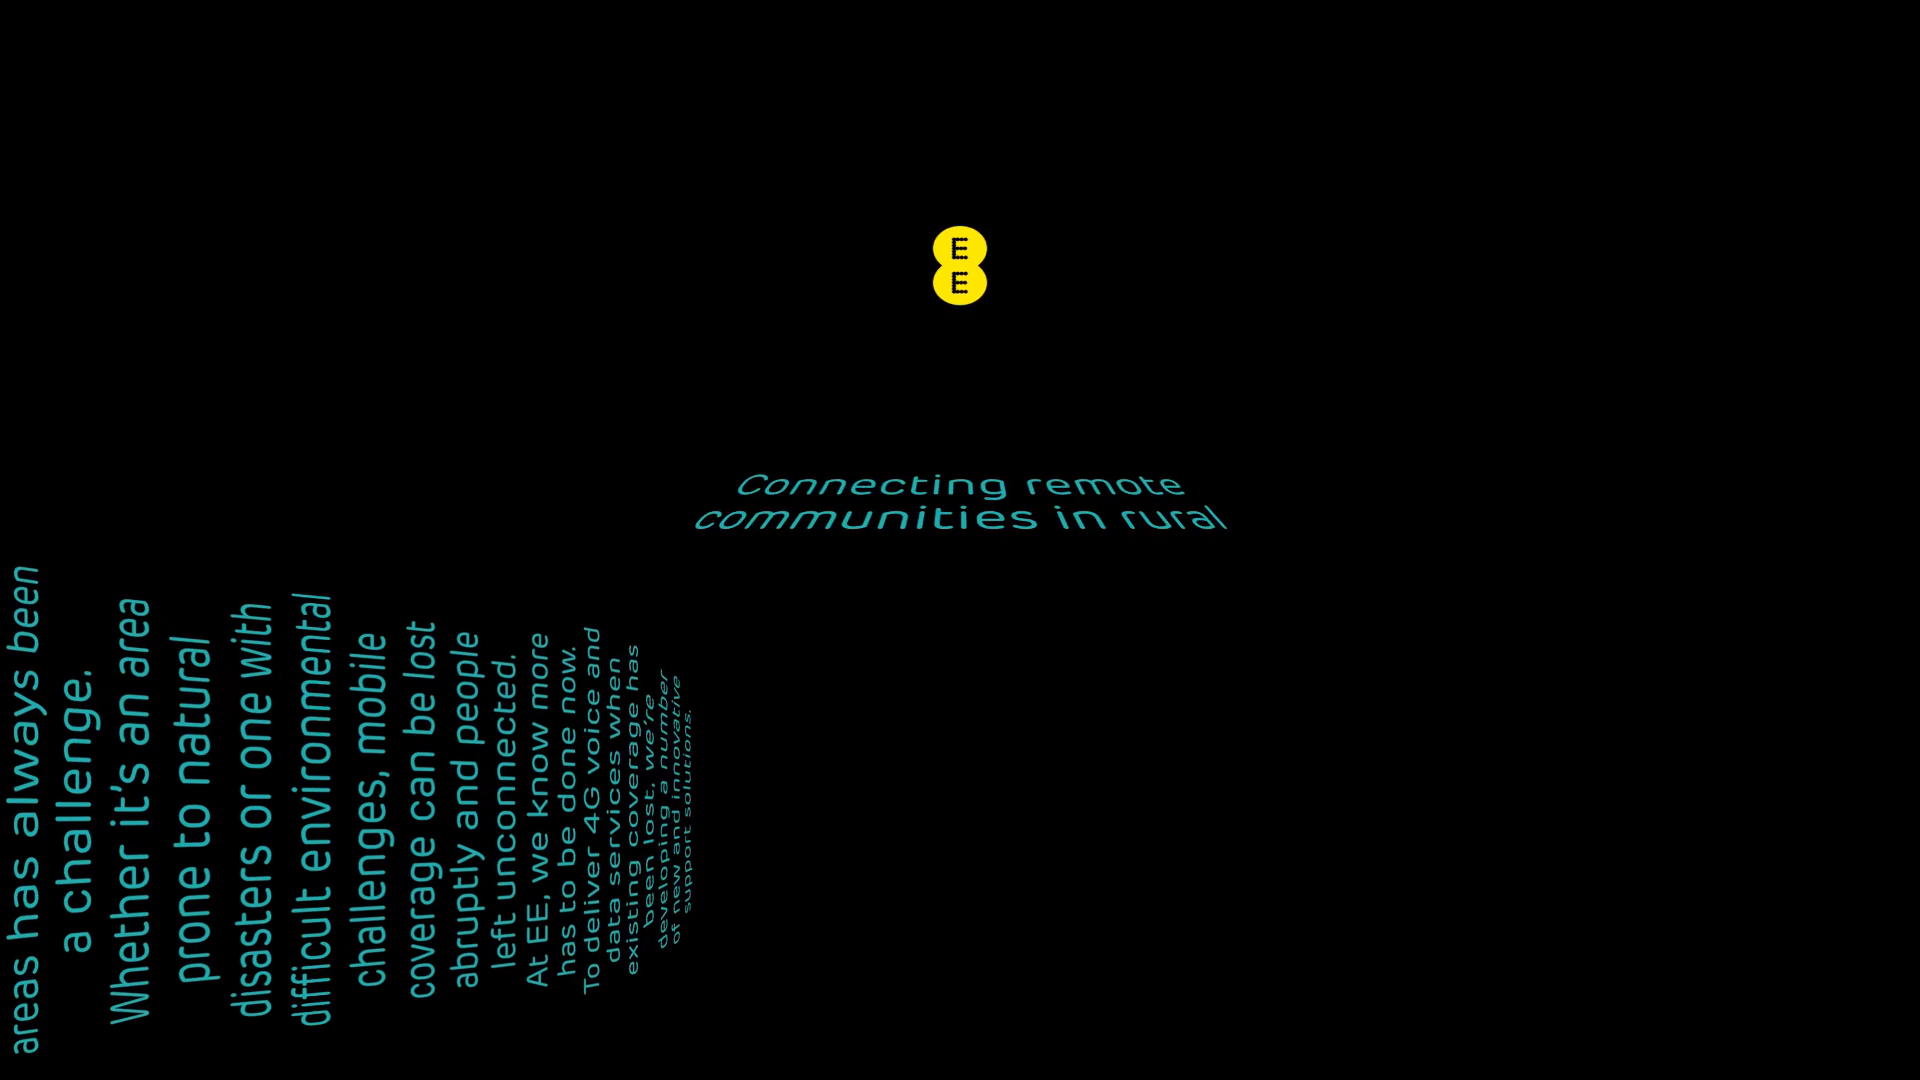 E
E
Connecting remote
communities in rural
areas has always been
a challenge.
Whether it’s an area
prone to natural
disasters or one with
difficult environmental
challenges, mobile
coverage can be lost
abruptly and people
left unconnected.
At EE, we know more
has to be done now.
To deliver 4G voice and
data services when
existing coverage has
been lost, we’re
developing a number
of new and innovative
support solutions.